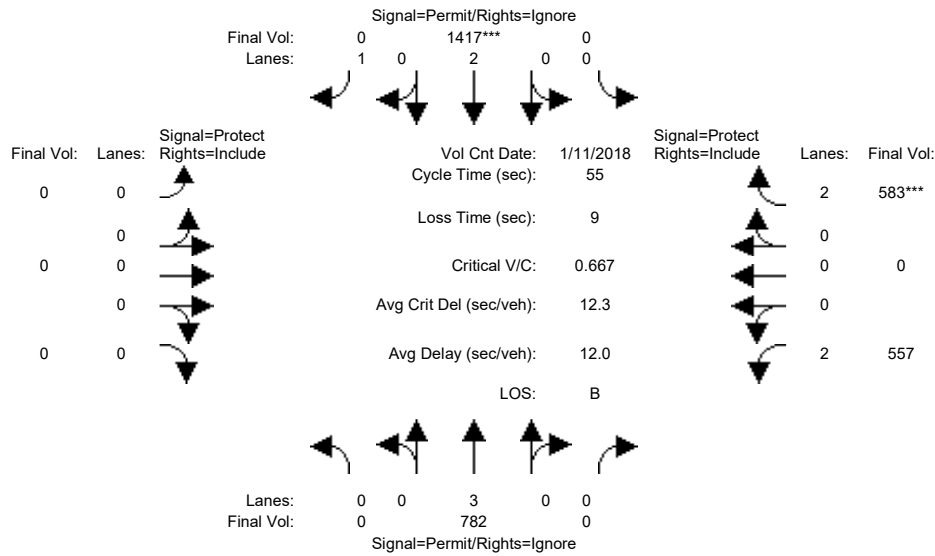 Signal=Permit/Rights=Ignore
Final Vol: 0 1417*** 0
Lanes: 1 0 2 0 0
Signal=Protect
Final Vol: Lanes: Rights=Include
Vol Cnt Date: 1/11/2018
Signal=Protect
Rights=Include Lanes: Final Vol:
Cycle Time (sec): 55
0 0 2 583***
Loss Time (sec): 9
0 0
0 0 Critical V/C: 0.667 0 0
0 Avg Crit Del (sec/veh): 12.3 0
0 0 Avg Delay (sec/veh): 12.0 2 557
LOS: B
Lanes: 0 0 3 0 0
Final Vol: 0 782 0
Signal=Permit/Rights=Ignore